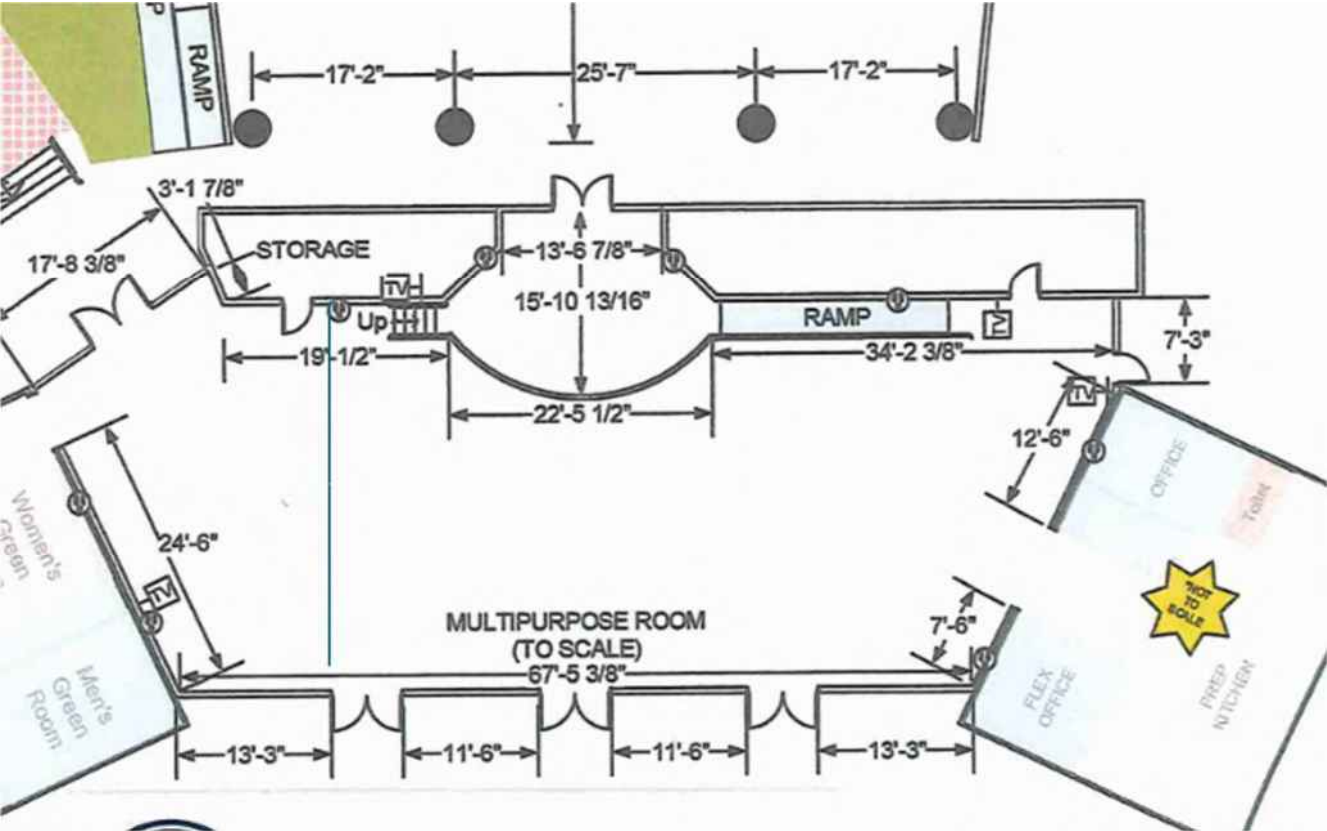 P
RAMP
17'-2"
25'-7"
17'-2"
3'-1 7/8"
17'-8 3/8"
STORAGE
13'-6 7/8"
15'-10 13/16"
TV
Up
RAMP
TV
19'-1/2"
34'-2 3/8"
7'-3"
22'-5 1/2"
TV
12'-6"
OFFICE
Toilet
Women's
Green
24'-6"
TV
"NOT
TO
SCALE"
MULTIPURPOSE ROOM
(TO SCALE)
67'-5 3/8"
7'-6"
Men's
Green
Room
FLEX
OFFICE
PREP
KITCHEN
13'-3"
11'-6"
11'-6"
13'-3"